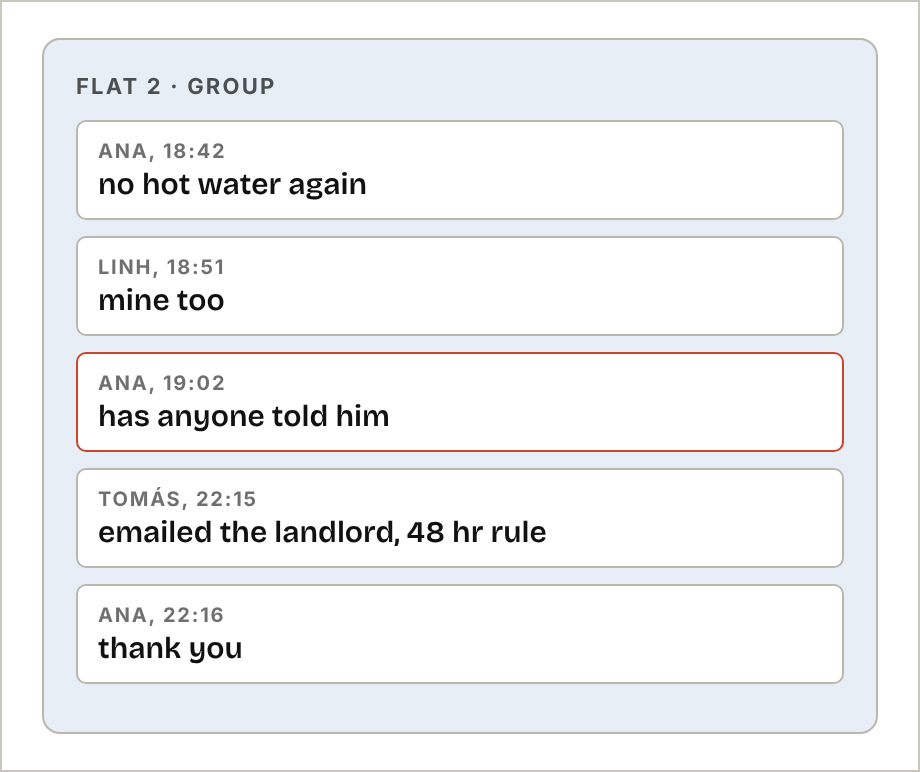 FLAT 2 · GROUP
ANA, 18:42
no hot water again
LINH, 18:51
mine too
ANA, 19:02
has anyone told him
TOMÁS, 22:15
emailed the landlord, 48 hr rule
ANA, 22:16
thank you